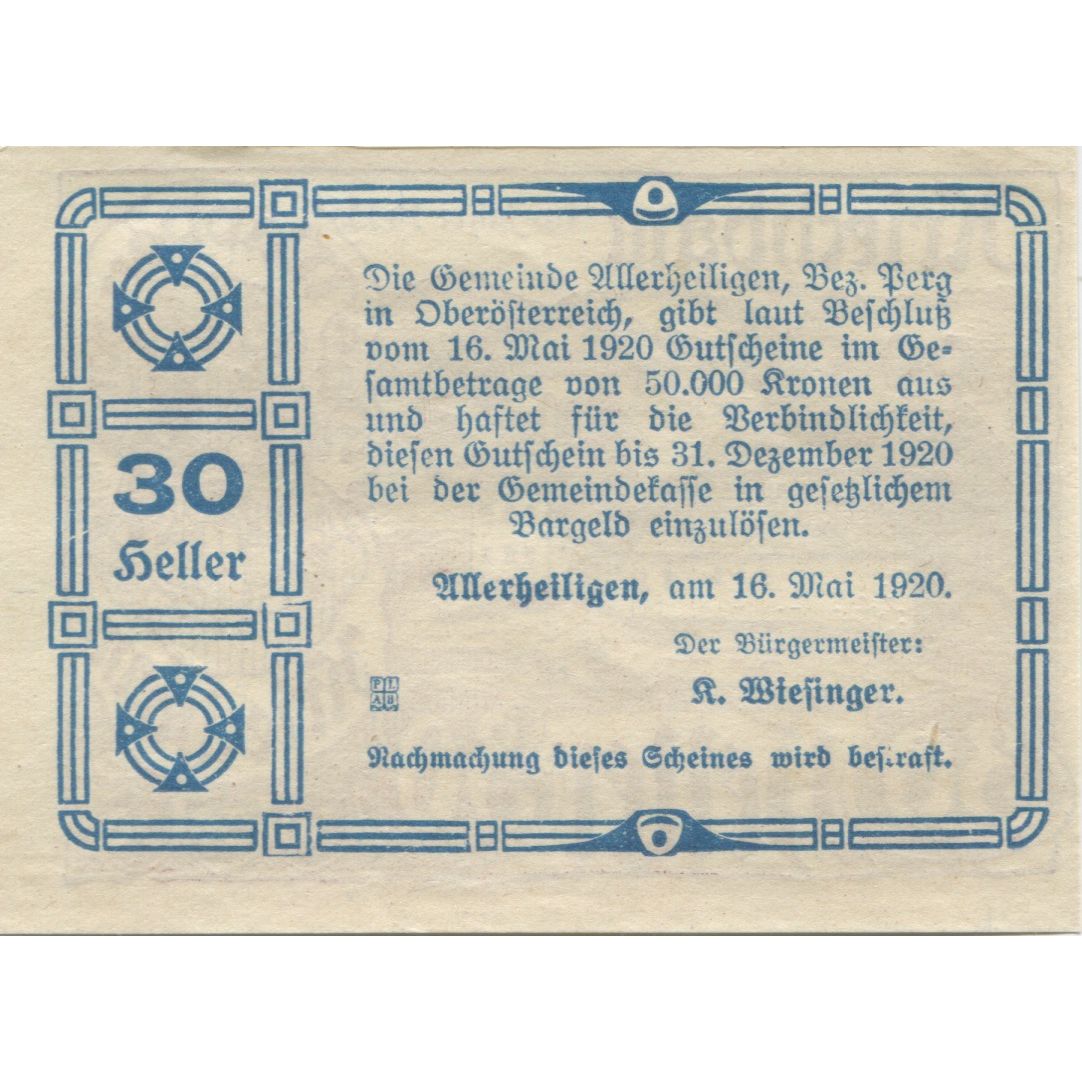 30
Heller
Die Gemeinde Allerheiligen, Bez. Perg
in Oberösterreich, gibt laut Beschluß
vom 16. Mai 1920 Gutscheine im Ge-
samtbetrage von 50.000 Kronen aus
und haftet für die Verbindlichkeit,
diesen Gutschein bis 31. Dezember 1920
bei der Gemeindekasse in gesetzlichem
Bargeld einzulösen.
Allerheiligen, am 16. Mai 1920.
Der Bürgermeister:
K. Wiesinger.
Nachmachung dieses Scheines wird